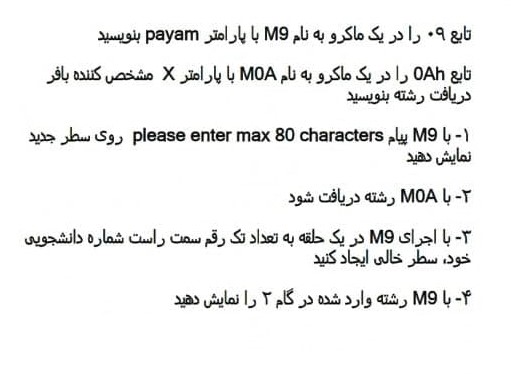 تابع ۰۹ را در یک ماکرو به نام M9 با پارامتر payam بنویسید
تابع 0Ah را در یک ماکرو به نام M0A با پارامتر X مشخص کننده بافر
دریافت رشته بنویسید
۱- با M9 پیام please enter max 80 characters روی سطر جدید
نمایش دهید
۲- با M0A رشته دریافت شود
۳- با اجرای M9 در یک حلقه به تعداد تک رقم سمت راست شماره دانشجویی
خود، سطر خالی ایجاد کنید
۴- با M9 رشته وارد شده در گام ۲ را نمایش دهید